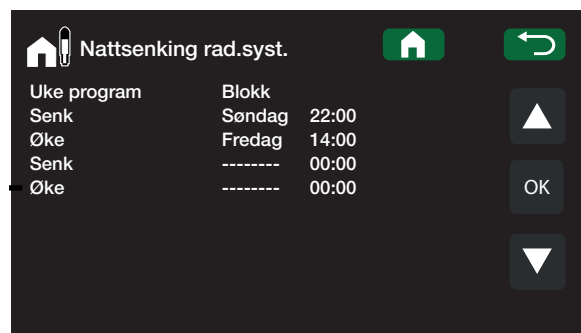 Nattsenking rad.syst.
Uke program Blokk
Senk Søndag 22:00
Øke Fredag 14:00
Senk -------- 00:00
Øke -------- 00:00
OK